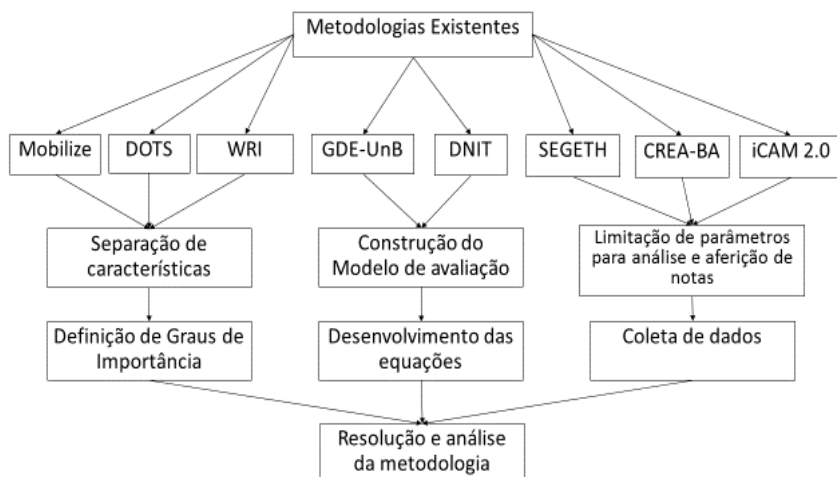 Metodologias Existentes
Mobilize
DOTS
WRI
GDE-UnB
DNIT
SEGETH
CREA-BA
iCAM 2.0
Separação de
características
Construção do
Modelo de avaliação
Limitação de parâmetros
para análise e aferição de
notas
Definição de Graus de
Importância
Desenvolvimento das
equações
Coleta de dados
Resolução e análise
da metodologia